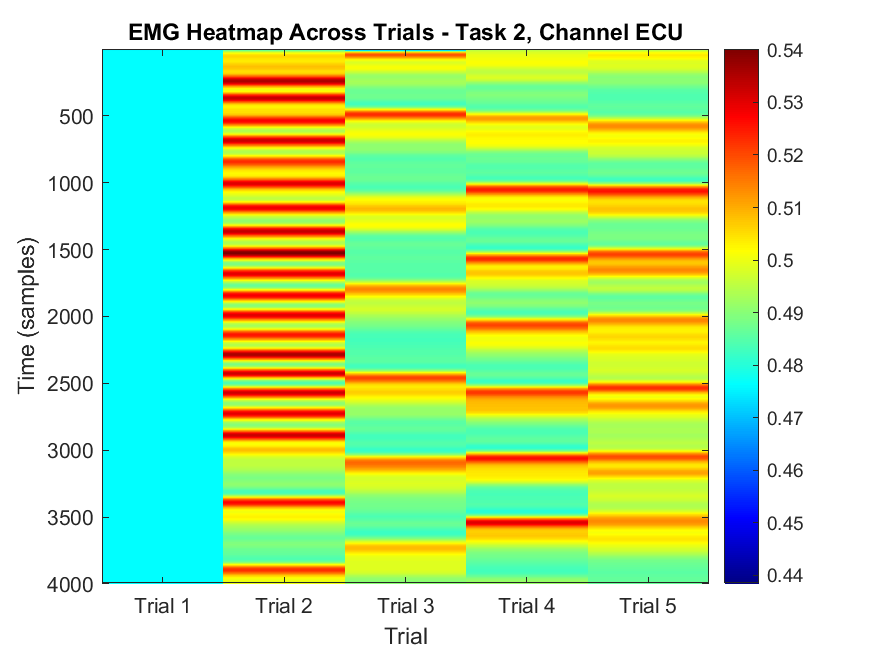 EMG Heatmap Across Trials - Task 2, Channel ECU
Time (samples)
500
1000
1500
2000
2500
3000
3500
4000
Trial 1
Trial 2
Trial 3
Trial 4
Trial 5
Trial
0.54
0.53
0.52
0.51
0.5
0.49
0.48
0.47
0.46
0.45
0.44